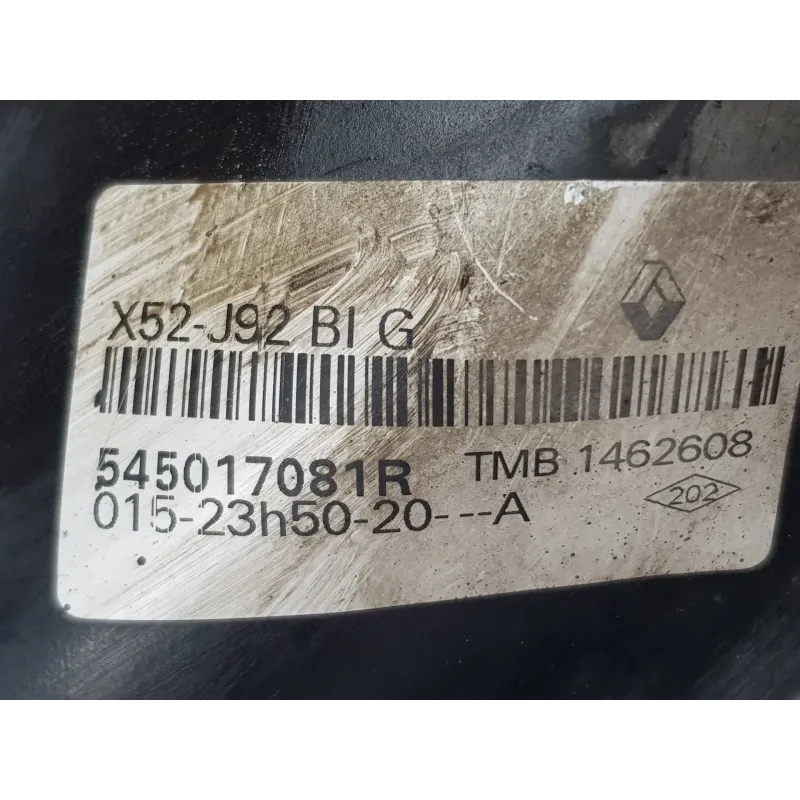 X52-J92 BI G
545017081R TMB 1462608
015-23h50-20---A 202